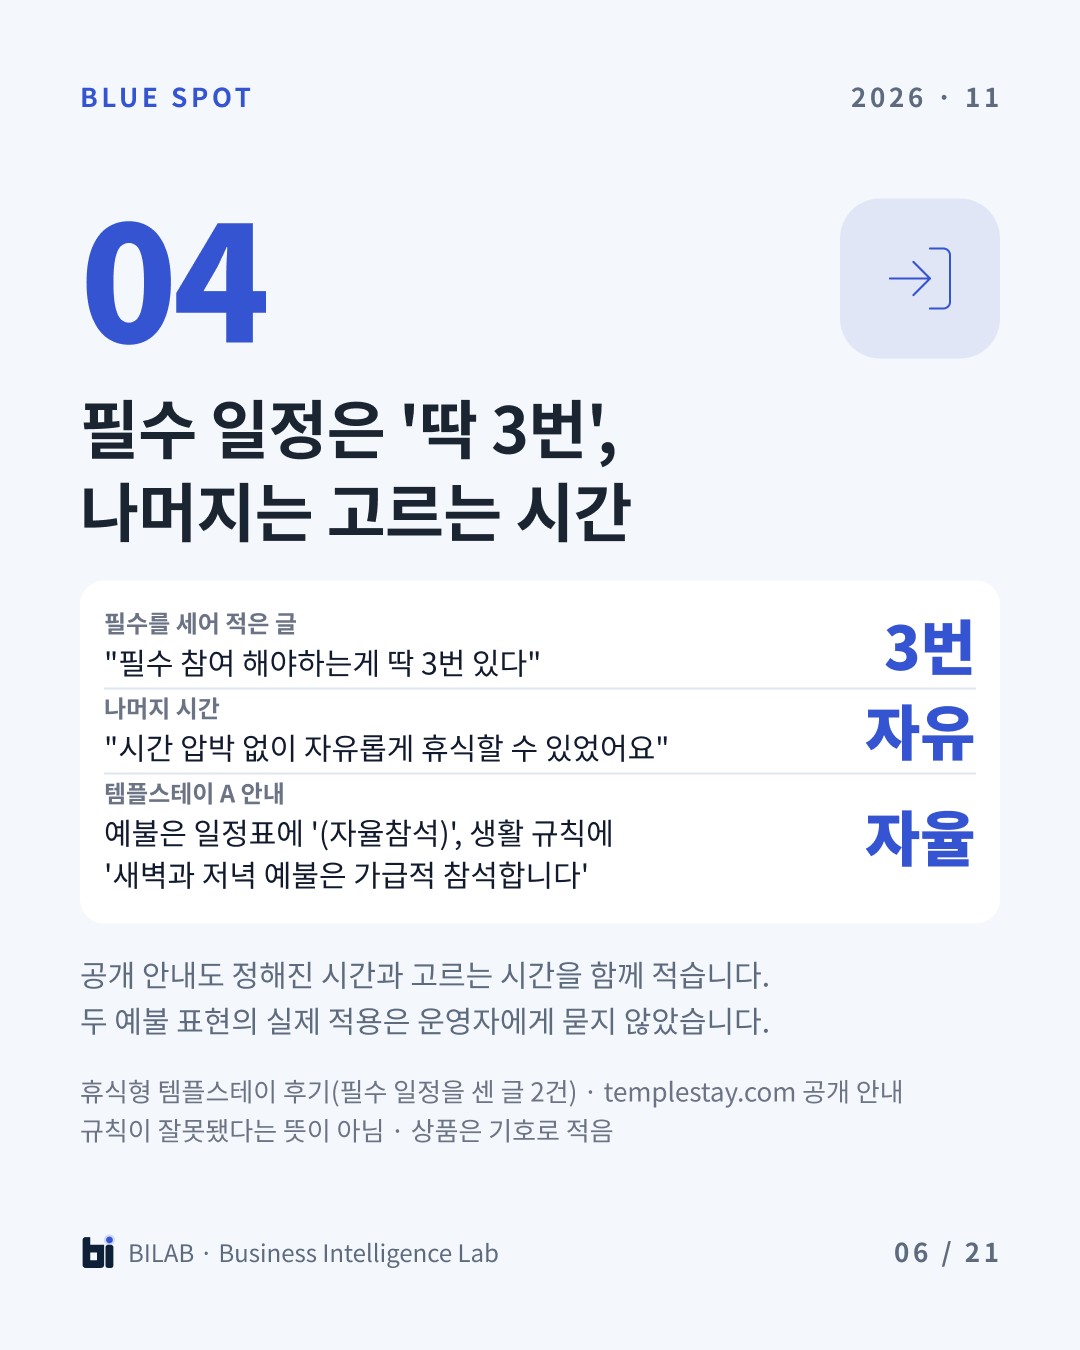 BLUE SPOT
2026 · 11
04
필수 일정은 '딱 3번',
나머지는 고르는 시간
필수를 세어 적은 글
"필수 참여 해야하는게 딱 3번 있다"
3번
나머지 시간
"시간 압박 없이 자유롭게 휴식할 수 있었어요"
자유
템플스테이 A 안내
예불은 일정표에 '(자율참석)', 생활 규칙에
'새벽과 저녁 예불은 가급적 참석합니다'
자율
공개 안내도 정해진 시간과 고르는 시간을 함께 적습니다.
두 예불 표현의 실제 적용은 운영자에게 묻지 않았습니다.
휴식형 템플스테이 후기(필수 일정을 센 글 2건) · templestay.com 공개 안내
규칙이 잘못됐다는 뜻이 아님 · 상품은 기호로 적음
bi BILAB · Business Intelligence Lab
06 / 21